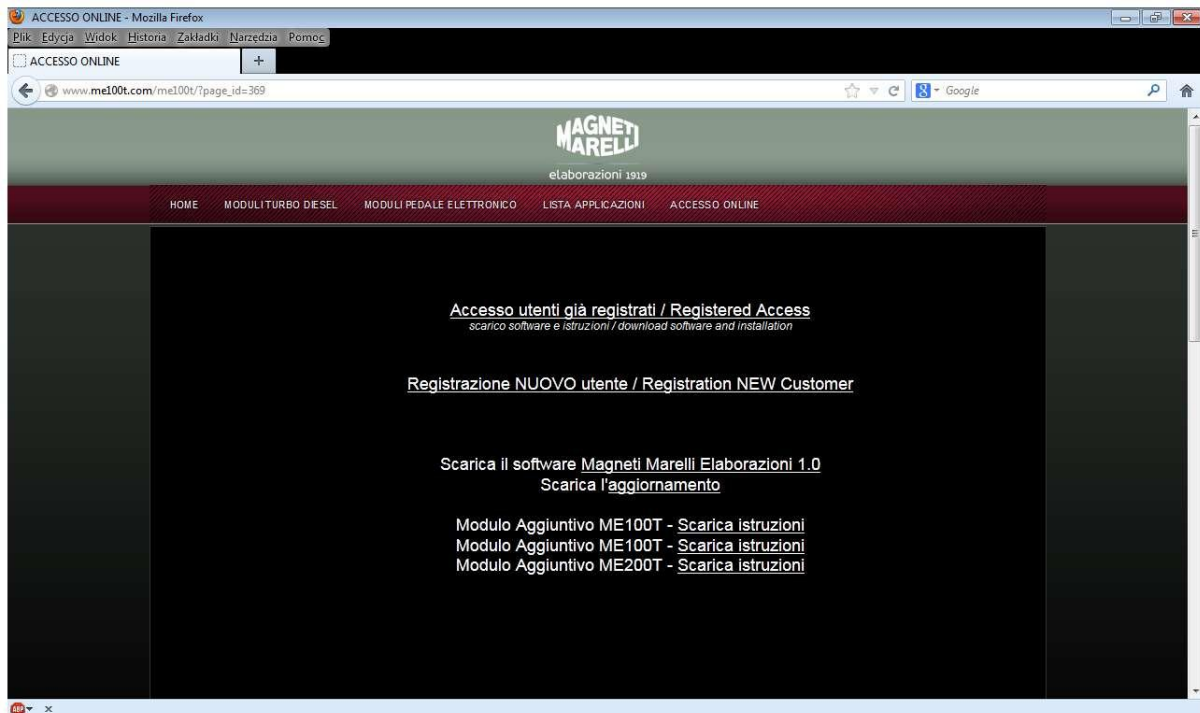 ACCESSO ONLINE - Mozilla Firefox
Plik Edycja Widok Historia Zakładki Narzędzia Pomoc
ACCESSO ONLINE
www.me100t.com/me100t/?page_id=369
Google
MAGNETI
MARELLI
elaborazioni 1919
HOME MODULI TURBO DIESEL MODULI PEDALE ELETTRONICO LISTA APPLICAZIONI ACCESSO ONLINE
Accesso utenti già registrati / Registered Access
scarico software e istruzioni / download software and installation
Registrazione NUOVO utente / Registration NEW Customer
Scarica il software Magneti Marelli Elaborazioni 1.0
Scarica l'aggiornamento
Modulo Aggiuntivo ME100T - Scarica istruzioni
Modulo Aggiuntivo ME100T - Scarica istruzioni
Modulo Aggiuntivo ME200T - Scarica istruzioni
ABP